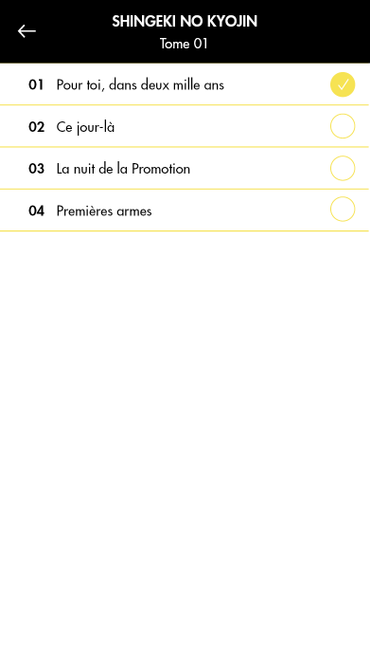 SHINGEKI NO KYOJIN
Tome 01
01 Pour toi, dans deux mille ans
02 Ce jour-là
03 La nuit de la Promotion
04 Premières armes